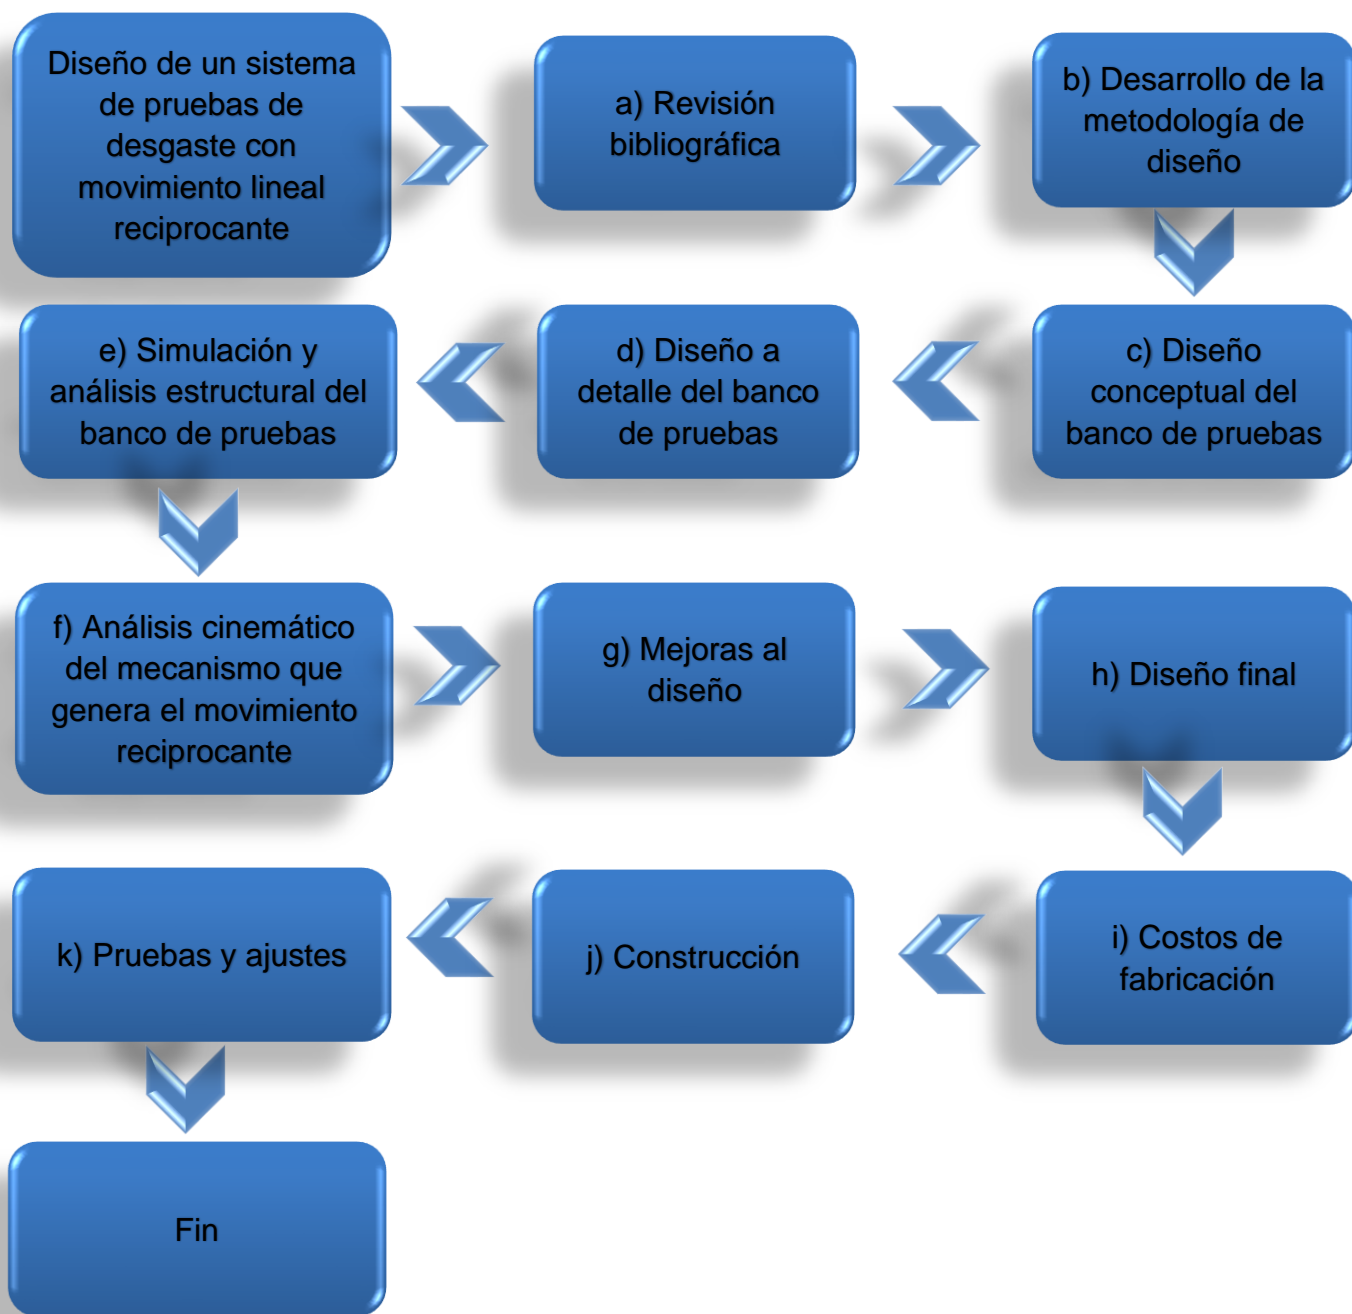 Diseño de un sistema
de pruebas de
desgaste con
movimiento lineal
reciprocante
a) Revisión
bibliográfica
b) Desarrollo de la
metodología de
diseño
c) Diseño
conceptual del
banco de pruebas
d) Diseño a
detalle del banco
de pruebas
e) Simulación y
análisis estructural del
banco de pruebas
f) Análisis cinemático
del mecanismo que
genera el movimiento
reciprocante
g) Mejoras al
diseño
h) Diseño final
i) Costos de
fabricación
j) Construcción
k) Pruebas y ajustes
Fin